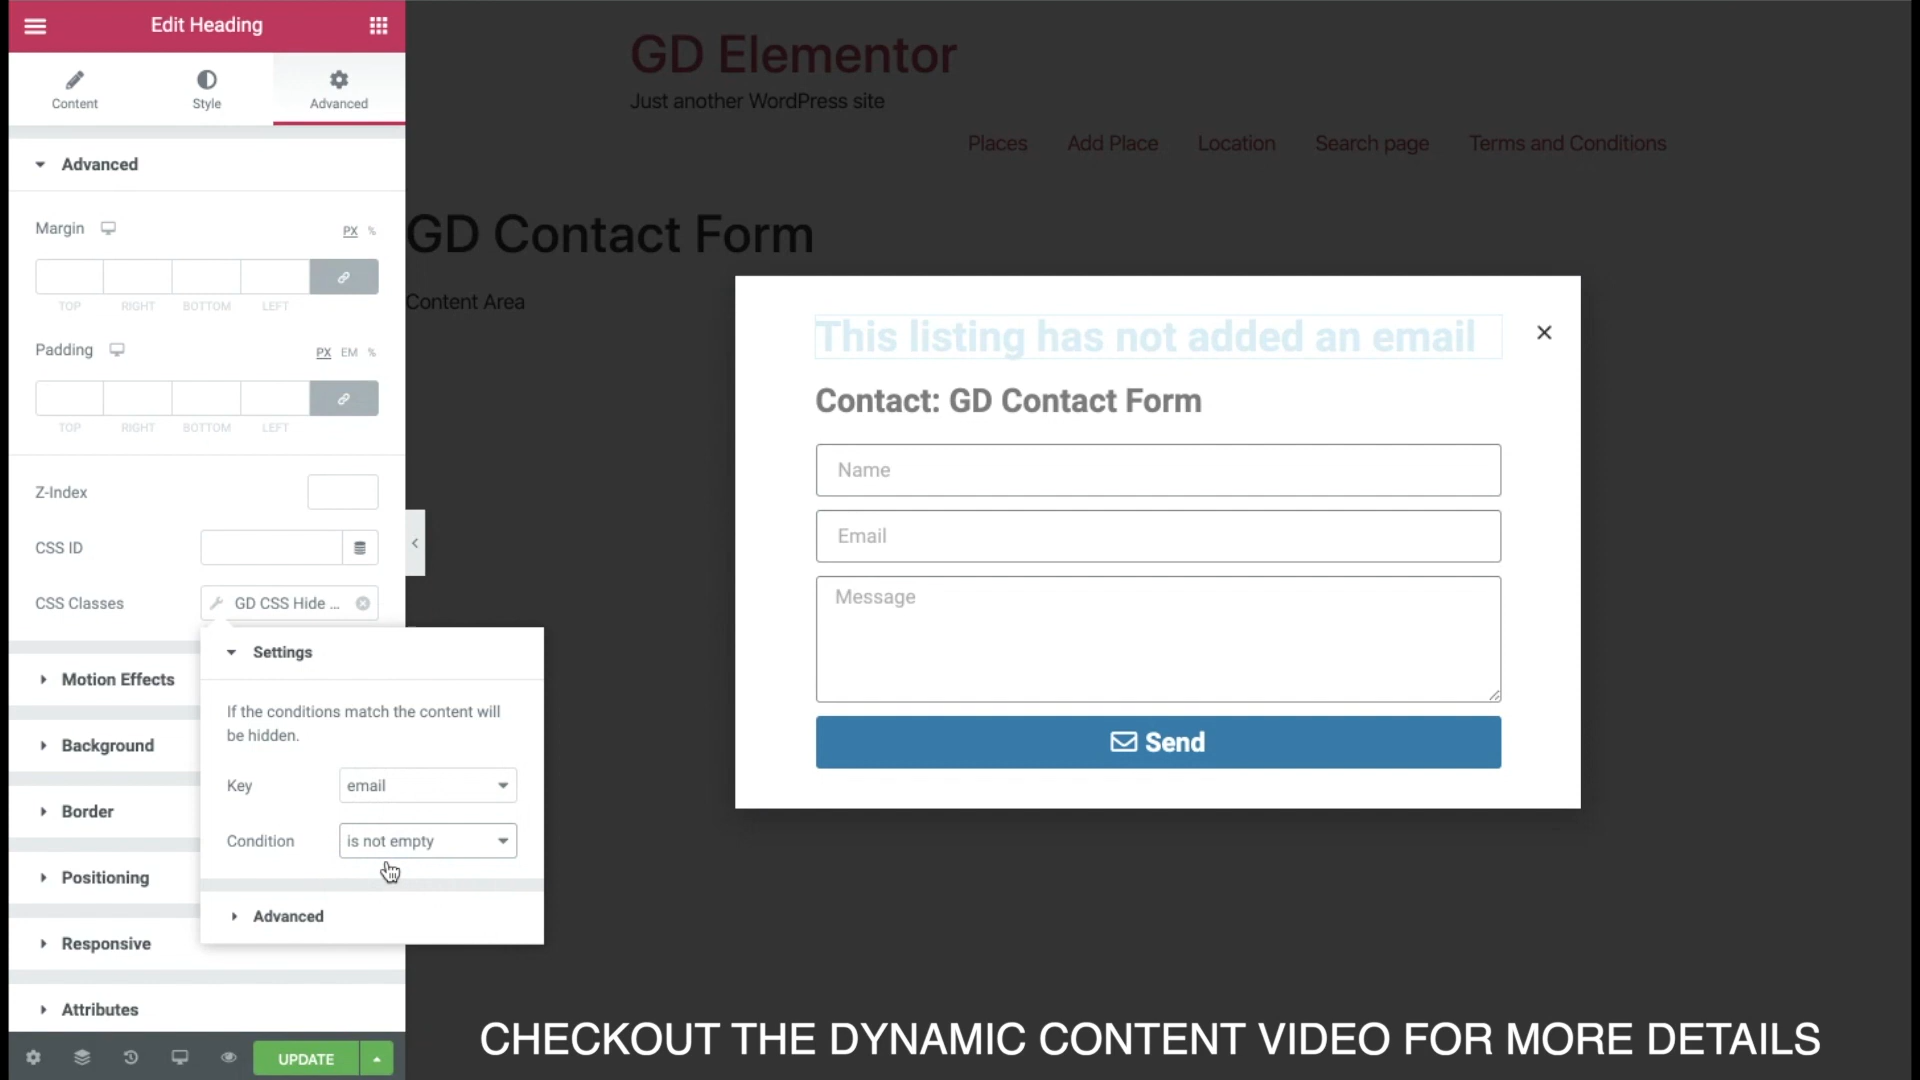 Edit Heading
Content
Style
Advanced
Advanced
Margin
PX %
TOP RIGHT BOTTOM LEFT
Padding
PX EM %
TOP RIGHT BOTTOM LEFT
Z-Index
CSS ID
CSS Classes
GD CSS Hide ...
Settings
If the conditions match the content will
be hidden.
Key
email
Condition
is not empty
Advanced
Motion Effects
Background
Border
Positioning
Responsive
Attributes
UPDATE
GD Elementor
Just another WordPress site
Places Add Place Location Search page Terms and Conditions
GD Contact Form
Content Area
This listing has not added an email
Contact: GD Contact Form
Name
Email
Message
Send
CHECKOUT THE DYNAMIC CONTENT VIDEO FOR MORE DETAILS